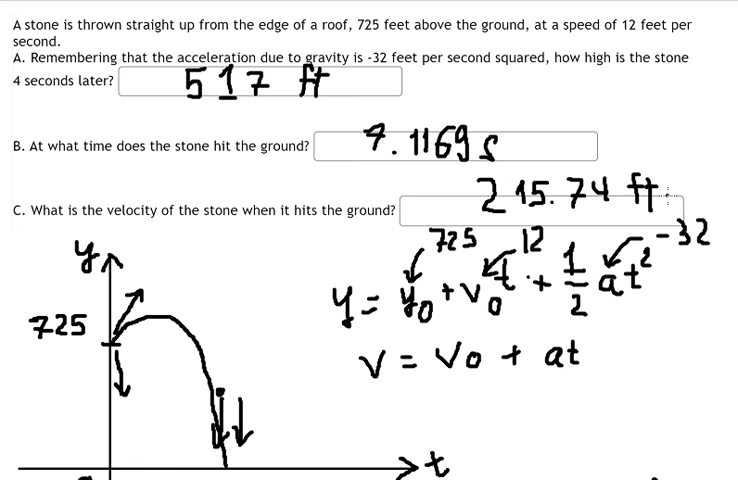 A stone is thrown straight up from the edge of a roof, 725 feet above the ground, at a speed of 12 feet per
second.
A. Remembering that the acceleration due to gravity is -32 feet per second squared, how high is the stone
4 seconds later? 517 ft
B. At what time does the stone hit the ground? 7.1169 s
C. What is the velocity of the stone when it hits the ground? 215.74 ft
725 12 -32
y = y₀ + v₀t + 1/2 at²
v = v₀ + at
y
725
t